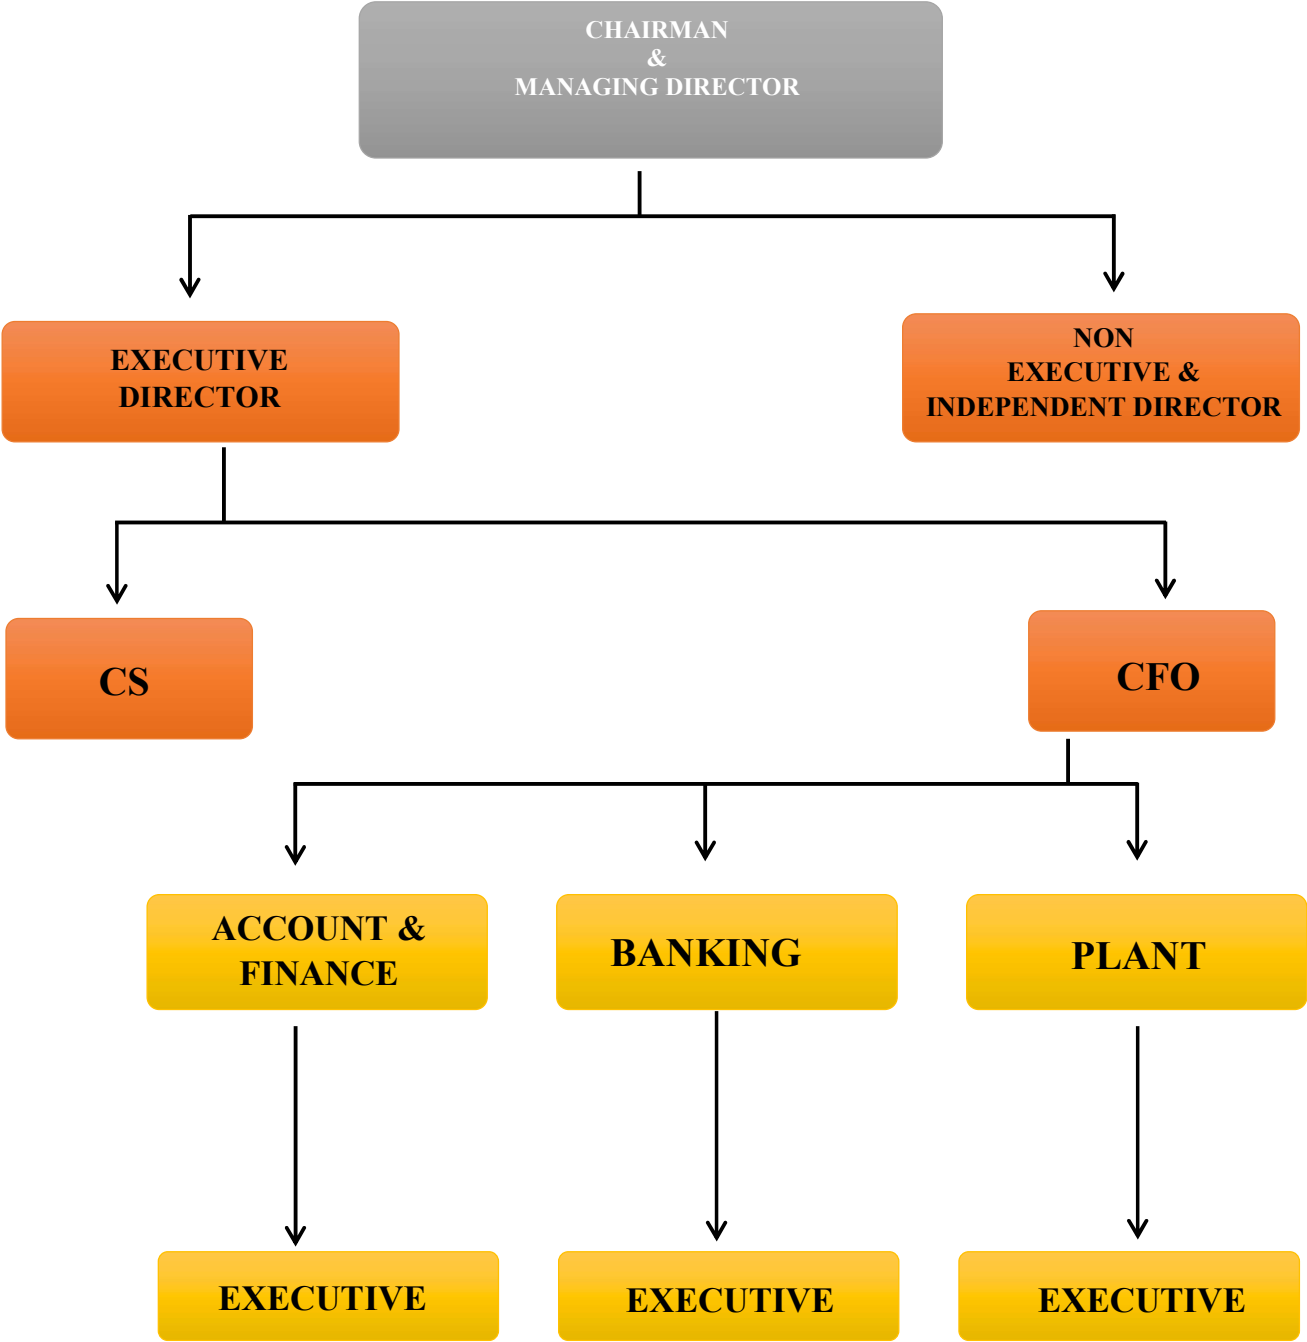 CHAIRMAN
&
MANAGING DIRECTOR
EXECUTIVE
DIRECTOR
NON
EXECUTIVE &
INDEPENDENT DIRECTOR
CS
CFO
ACCOUNT &
FINANCE
BANKING
PLANT
EXECUTIVE
EXECUTIVE
EXECUTIVE